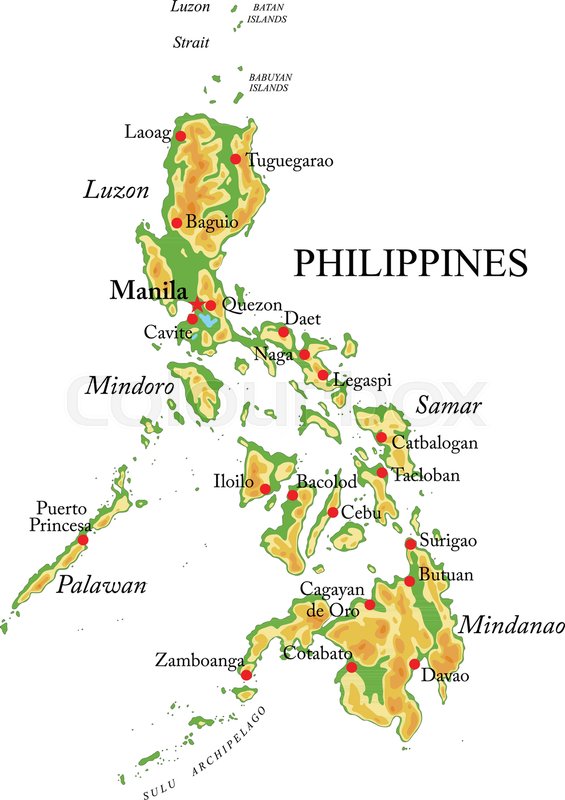 Luzon
Strait
BATAN
ISLANDS
BABUYAN
ISLANDS
Laoag
Tuguegarao
Luzon
Baguio
PHILIPPINES
Manila
Quezon
Cavite
Daet
Naga
Legaspi
Mindoro
Samar
Catbalogan
Tacloban
Iloilo
Bacolod
Cebu
Puerto
Princesa
Surigao
Butuan
Palawan
Cagayan
de Oro
Mindanao
Cotabato
Zamboanga
Davao
SULU ARCHIPELAGO